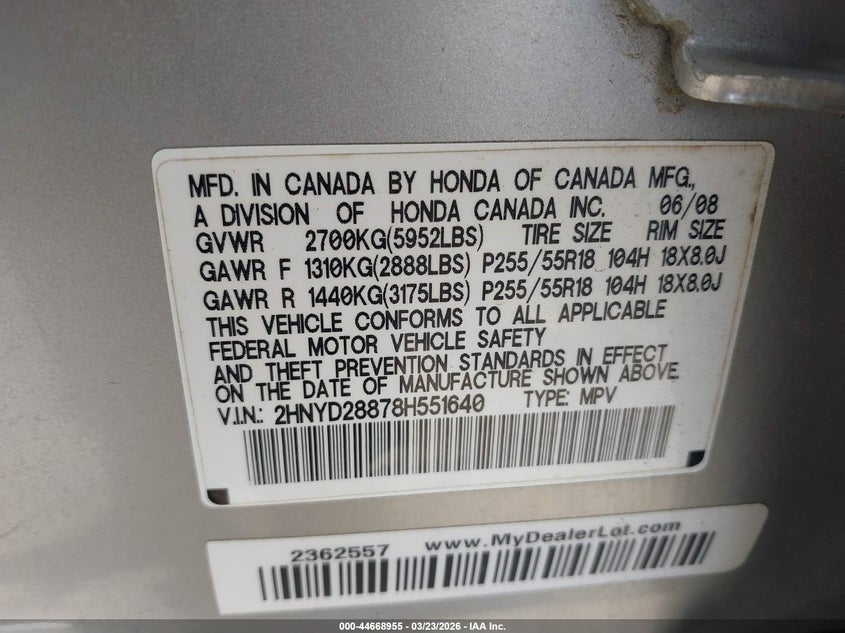 MFD. IN CANADA BY HONDA OF CANADA MFG.,
A DIVISION OF HONDA CANADA INC. 06/08
GVWR 2700KG(5952LBS) TIRE SIZE RIM SIZE
GAWR F 1310KG(2888LBS) P255/55R18 104H 18X8.0J
GAWR R 1440KG(3175LBS) P255/55R18 104H 18X8.0J
THIS VEHICLE CONFORMS TO ALL APPLICABLE
FEDERAL MOTOR VEHICLE SAFETY
AND THEFT PREVENTION STANDARDS IN EFFECT
ON THE DATE OF MANUFACTURE SHOWN ABOVE.
V.I.N.: 2HNYD28878H551640 TYPE: MPV
2362557 www.MyDealerLot.com
000-44668955 | 03/23/2026 - IAA Inc.